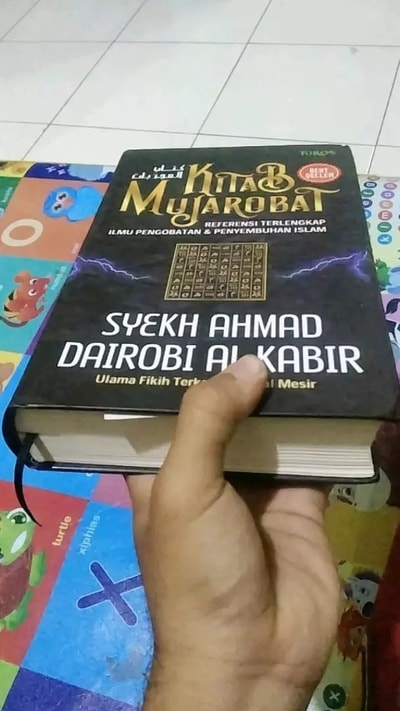 TUROS
كتاب
المجربات
KITAB
MUJAROBAT
BEST
SELLER
REFERENSI TERLENGKAP
ILMU PENGOBATAN & PENYEMBUHAN ISLAM
SYEKH AHMAD
DAIROBI AL KABIR
Ulama Fikih Mesir
turtle
xiphias
X